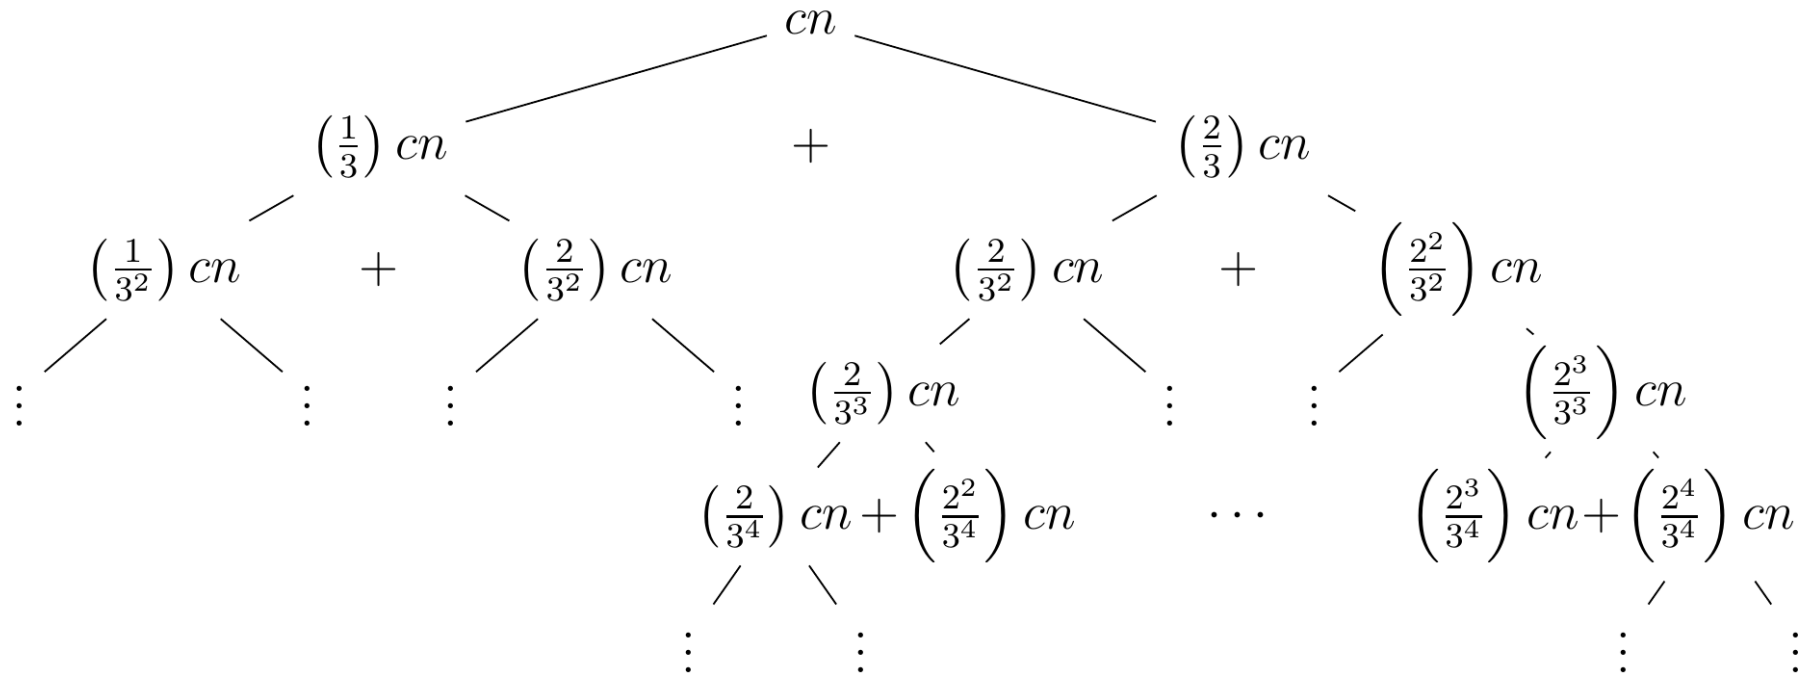 cn
(1/3) cn + (2/3) cn
(1/3²) cn + (2/3²) cn (2/3²) cn + (2²/3²) cn
⋮ ⋮ ⋮ ⋮ (2/3³) cn ⋮ ⋮ (2³/3³) cn
(2/3⁴) cn + (2²/3⁴) cn ⋯ (2³/3⁴) cn + (2⁴/3⁴) cn
⋮ ⋮ ⋮ ⋮